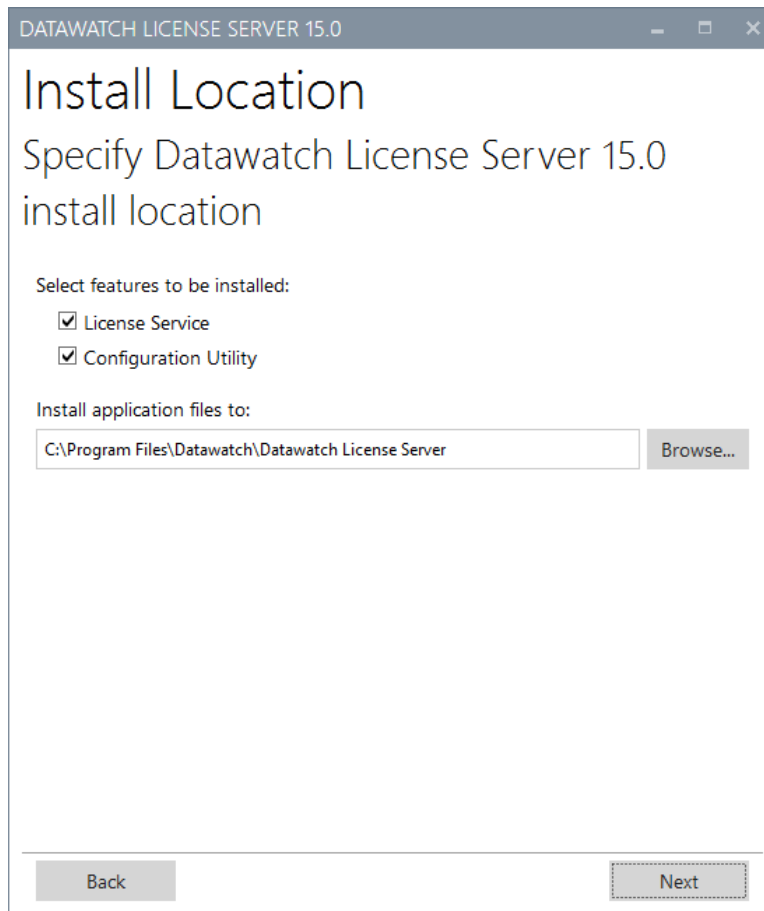 DATAWATCH LICENSE SERVER 15.0
Install Location
Specify Datawatch License Server 15.0
install location
Select features to be installed:
License Service
Configuration Utility
Install application files to:
C:\Program Files\Datawatch\Datawatch License Server
Browse...
Back
Next